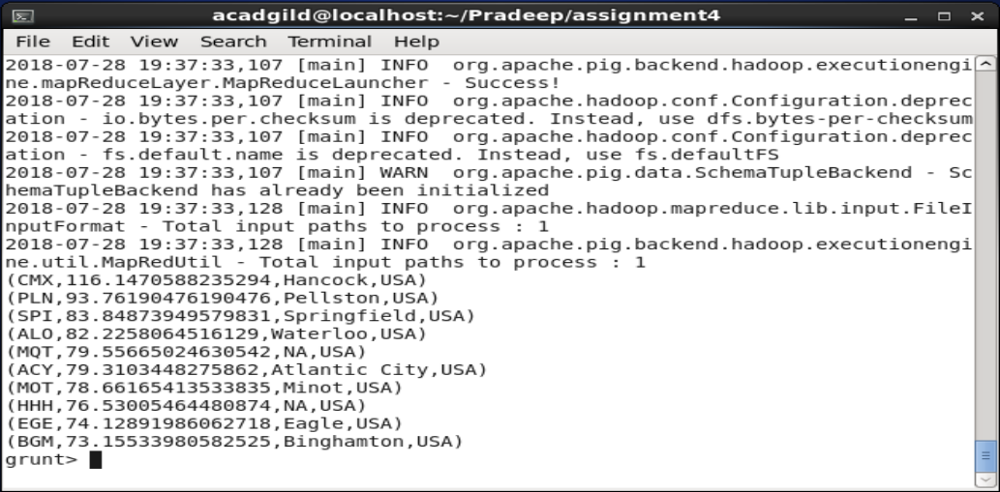 acadgild@localhost:~/Pradeep/assignment4
File Edit View Search Terminal Help
2018-07-28 19:37:33,107 [main] INFO  org.apache.pig.backend.hadoop.executionengi
ne.mapReduceLayer.MapReduceLauncher - Success!
2018-07-28 19:37:33,107 [main] INFO  org.apache.hadoop.conf.Configuration.deprec
ation - io.bytes.per.checksum is deprecated. Instead, use dfs.bytes-per-checksum
2018-07-28 19:37:33,107 [main] INFO  org.apache.hadoop.conf.Configuration.deprec
ation - fs.default.name is deprecated. Instead, use fs.defaultFS
2018-07-28 19:37:33,107 [main] WARN  org.apache.pig.data.SchemaTupleBackend - Sc
hemaTupleBackend has already been initialized
2018-07-28 19:37:33,128 [main] INFO  org.apache.hadoop.mapreduce.lib.input.FileI
nputFormat - Total input paths to process : 1
2018-07-28 19:37:33,128 [main] INFO  org.apache.pig.backend.hadoop.executionengi
ne.util.MapRedUtil - Total input paths to process : 1
(CMX,116.1470588235294,Hancock,USA)
(PLN,93.76190476190476,Pellston,USA)
(SPI,83.84873949579831,Springfield,USA)
(ALO,82.2258064516129,Waterloo,USA)
(MQT,79.55665024630542,NA,USA)
(ACY,79.3103448275862,Atlantic City,USA)
(MOT,78.66165413533835,Minot,USA)
(HHH,76.53005464480874,NA,USA)
(EGE,74.12891986062718,Eagle,USA)
(BGM,73.15533980582525,Binghamton,USA)
grunt>